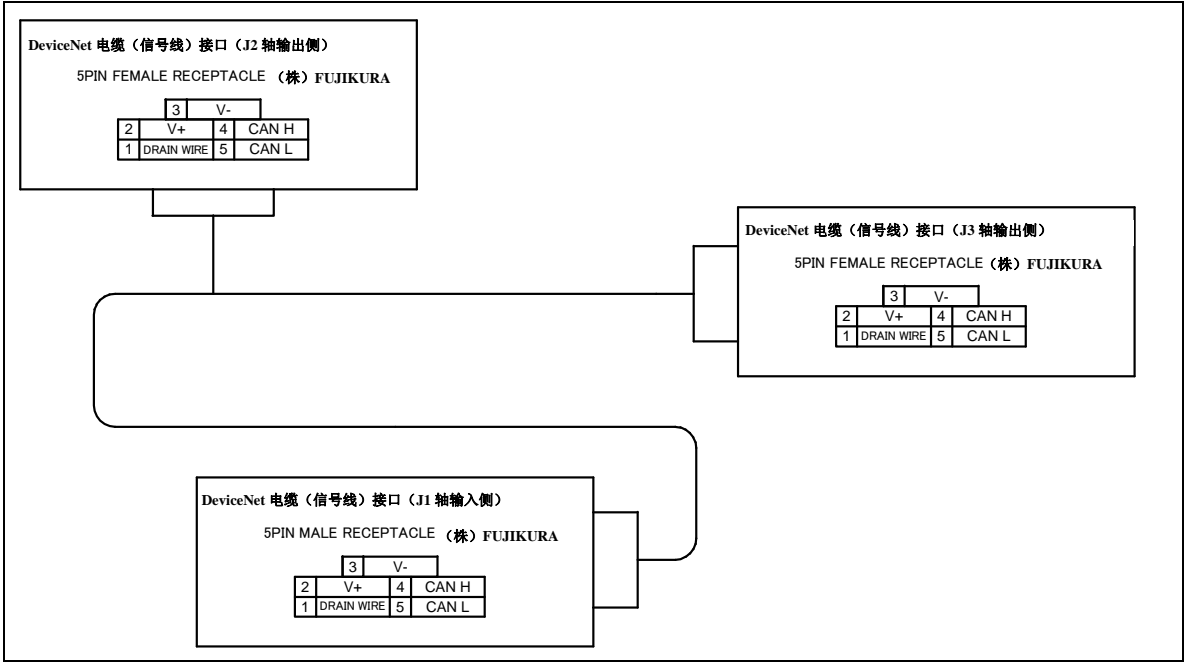 DeviceNet 电缆（信号线）接口（J2 轴输出侧）
5PIN FEMALE RECEPTACLE （株）FUJIKURA
3 V-
2 V+ 4 CAN H
1 DRAIN WIRE 5 CAN L
DeviceNet 电缆（信号线）接口（J3 轴输出侧）
5PIN FEMALE RECEPTACLE（株）FUJIKURA
3 V-
2 V+ 4 CAN H
1 DRAIN WIRE 5 CAN L
DeviceNet 电缆（信号线）接口（J1 轴输入侧）
5PIN MALE RECEPTACLE （株）FUJIKURA
3 V-
2 V+ 4 CAN H
1 DRAIN WIRE 5 CAN L